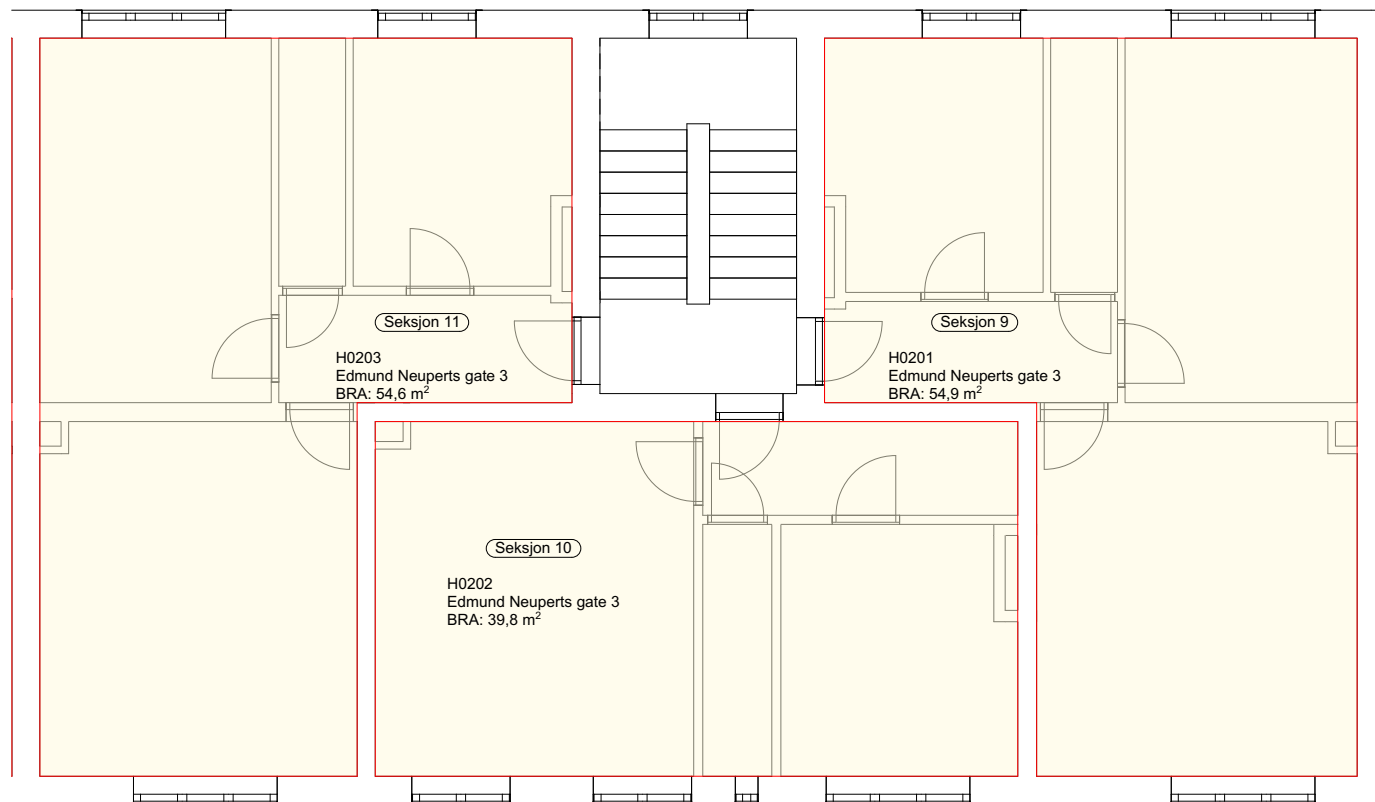 Seksjon 11
H0203
Edmund Neuperts gate 3
BRA: 54,6 m²
Seksjon 9
H0201
Edmund Neuperts gate 3
BRA: 54,9 m²
Seksjon 10
H0202
Edmund Neuperts gate 3
BRA: 39,8 m²